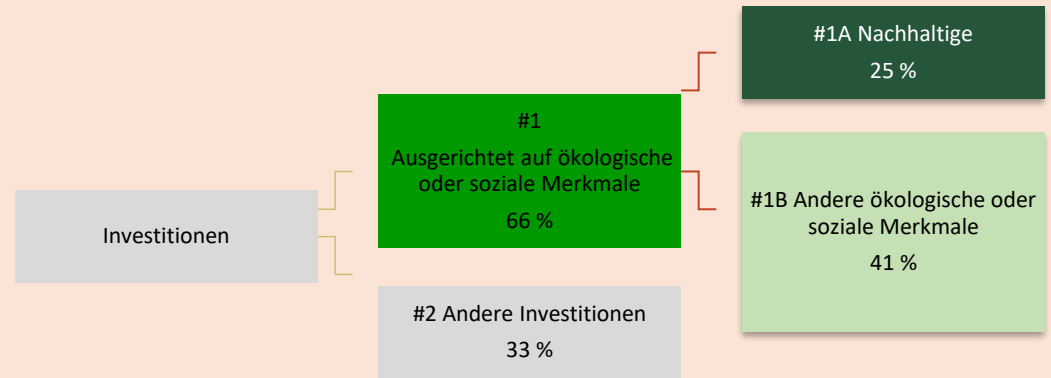 Investitionen
#1
Ausgerichtet auf ökologische
oder soziale Merkmale
66 %
#2 Andere Investitionen
33 %
#1A Nachhaltige
25 %
#1B Andere ökologische oder
soziale Merkmale
41 %